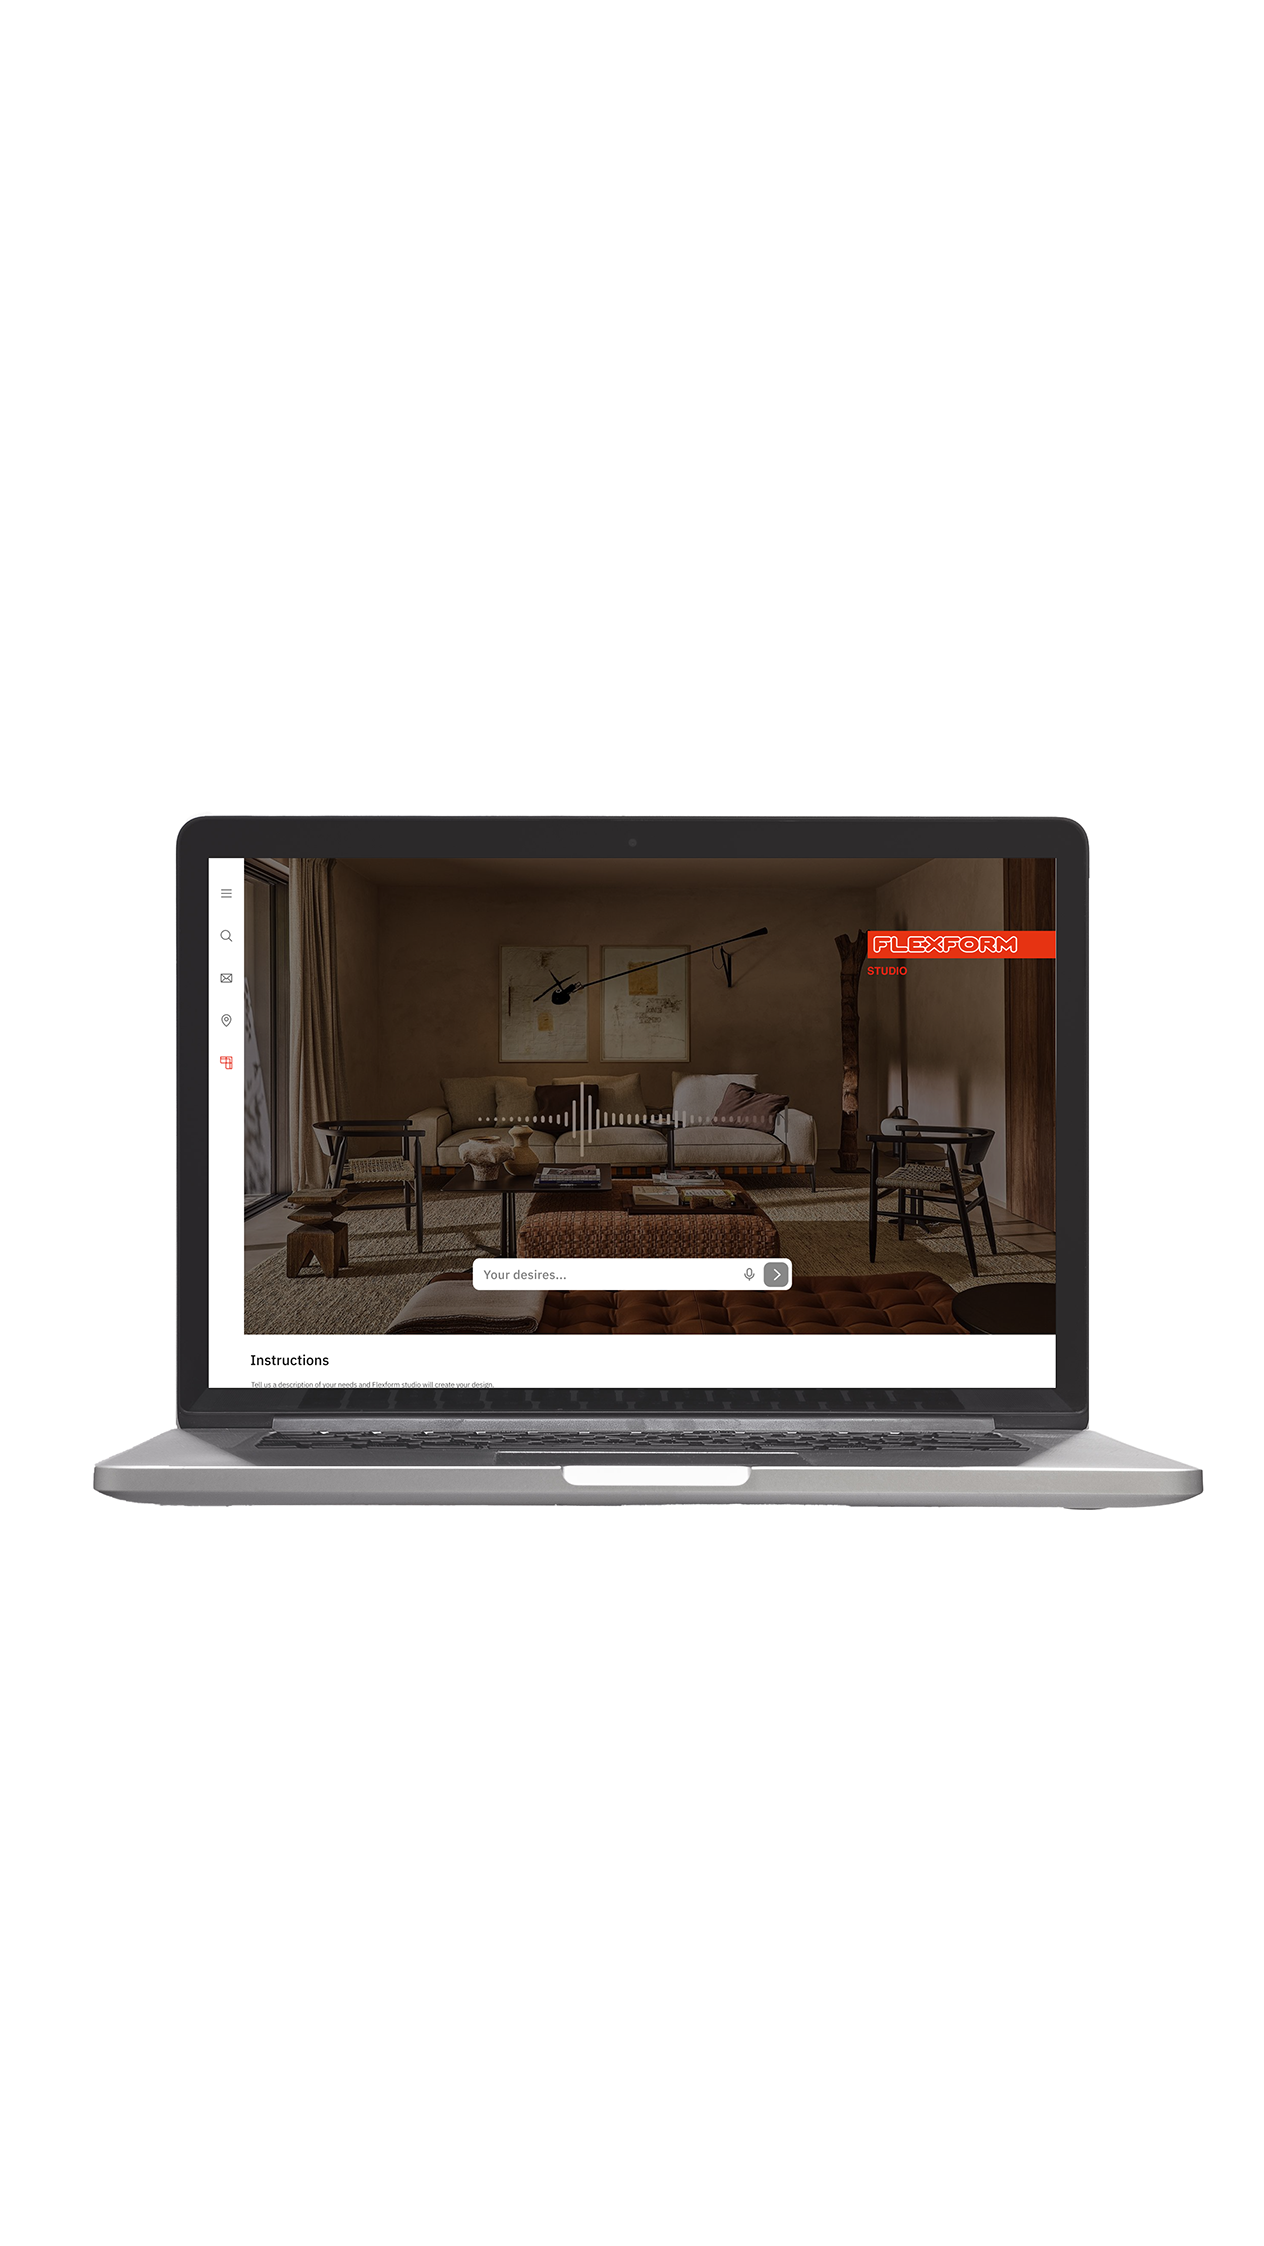 FLEXFORM
STUDIO
Your desires...
Instructions
Tell us a description of your needs and Flexform studio will create your design.